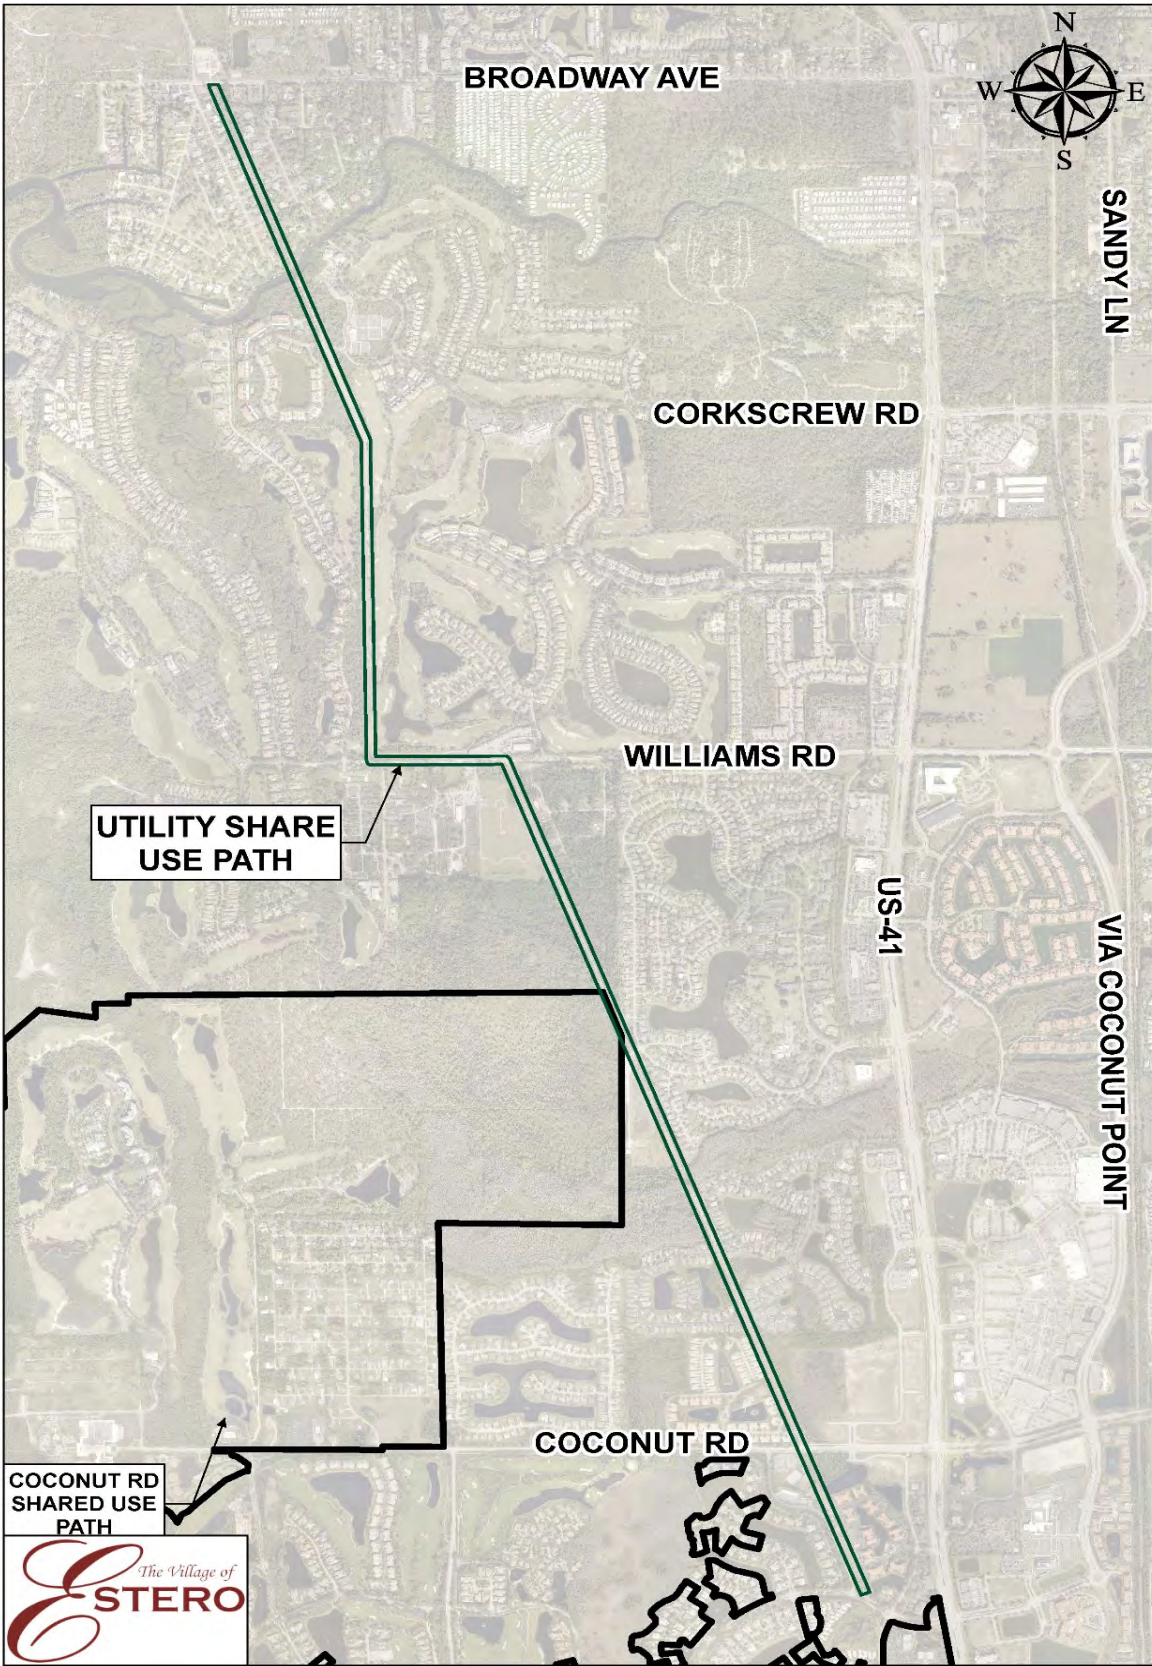 N
BROADWAY AVE
W
E
S
SANDY LN
CORKSCREW RD
WILLIAMS RD
UTILITY SHARE
USE PATH
US-41
VIA COCONUT POINT
COCONUT RD
COCONUT RD
SHARED USE
PATH
The Village of
ESTERO